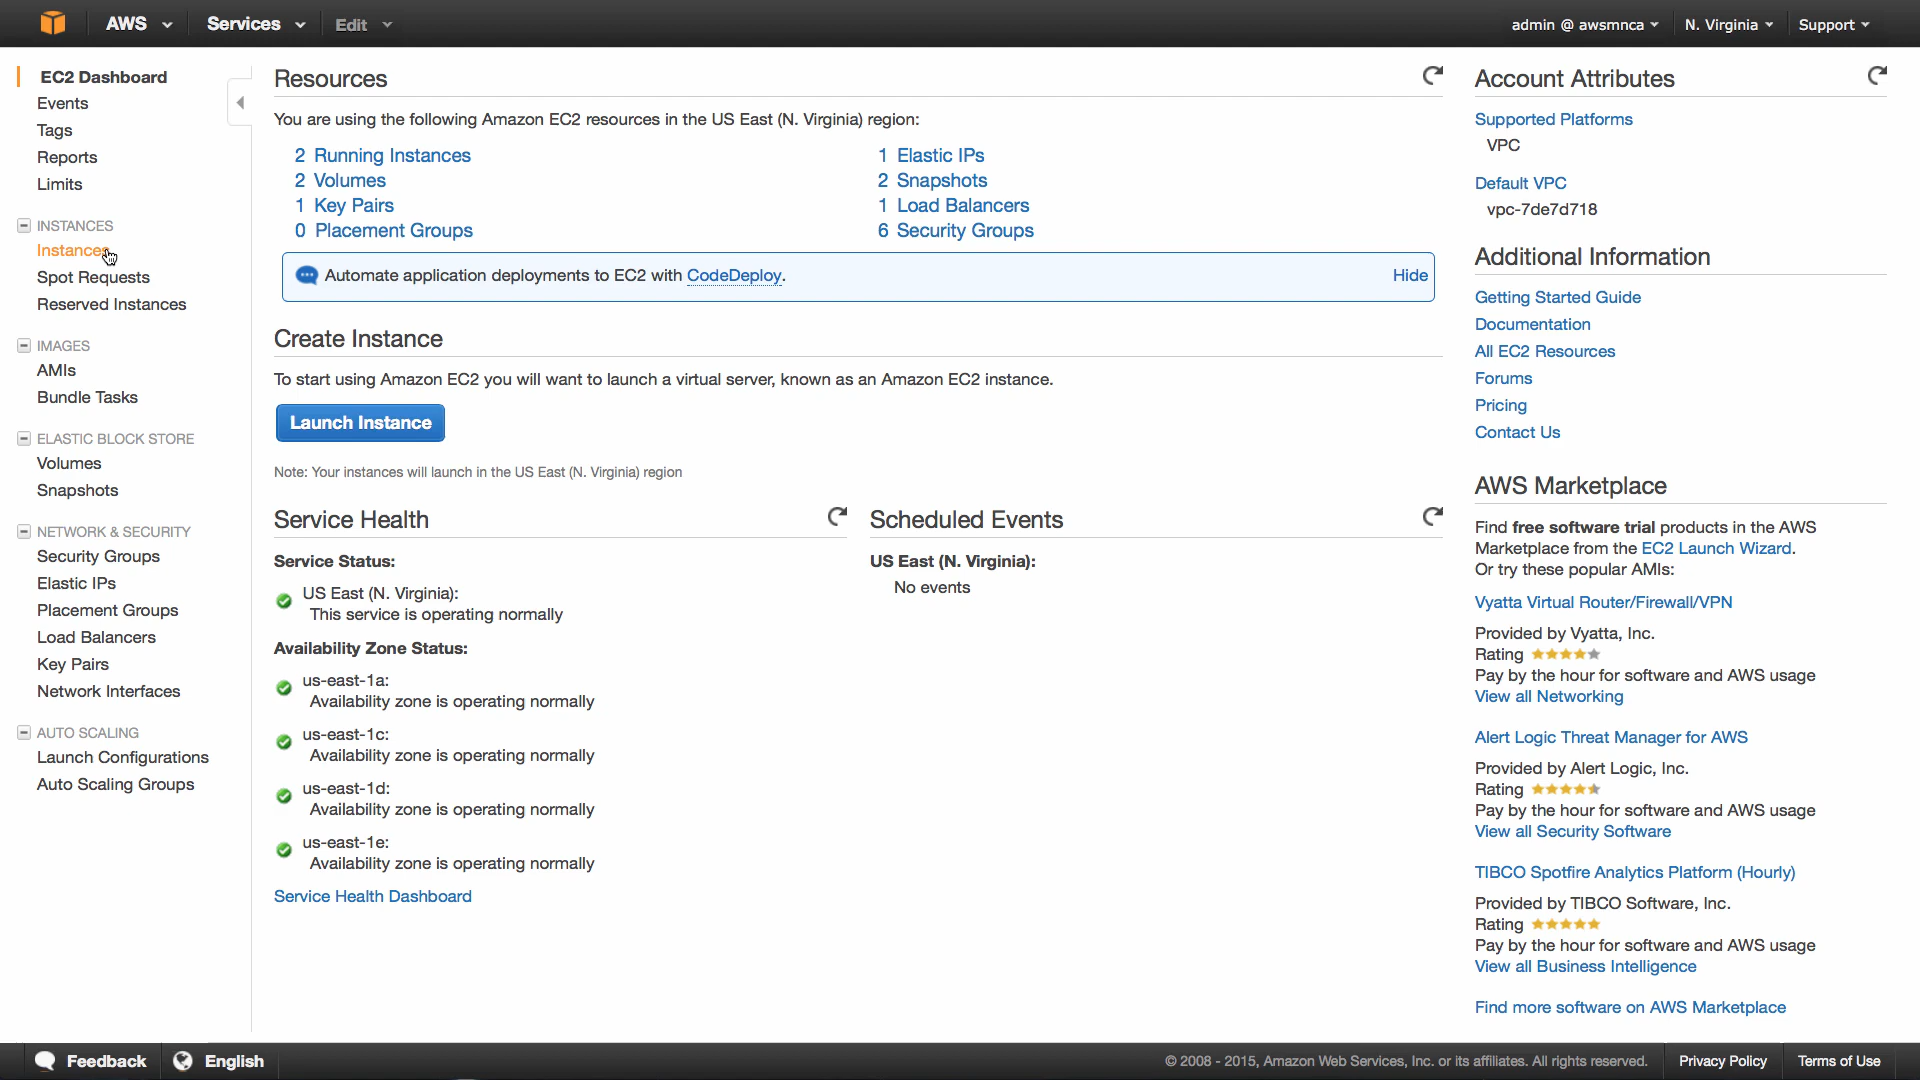 AWS Services Edit admin @ awsmnca N. Virginia Support
EC2 Dashboard
Events
Tags
Reports
Limits
INSTANCES
Instances
Spot Requests
Reserved Instances
IMAGES
AMIs
Bundle Tasks
ELASTIC BLOCK STORE
Volumes
Snapshots
NETWORK & SECURITY
Security Groups
Elastic IPs
Placement Groups
Load Balancers
Key Pairs
Network Interfaces
AUTO SCALING
Launch Configurations
Auto Scaling Groups
Resources
You are using the following Amazon EC2 resources in the US East (N. Virginia) region:
2 Running Instances
2 Volumes
1 Key Pairs
0 Placement Groups
1 Elastic IPs
2 Snapshots
1 Load Balancers
6 Security Groups
Automate application deployments to EC2 with CodeDeploy. Hide
Create Instance
To start using Amazon EC2 you will want to launch a virtual server, known as an Amazon EC2 instance.
Launch Instance
Note: Your instances will launch in the US East (N. Virginia) region
Service Health
Service Status:
US East (N. Virginia):
This service is operating normally
Availability Zone Status:
us-east-1a:
Availability zone is operating normally
us-east-1c:
Availability zone is operating normally
us-east-1d:
Availability zone is operating normally
us-east-1e:
Availability zone is operating normally
Service Health Dashboard
Scheduled Events
US East (N. Virginia):
No events
Account Attributes
Supported Platforms
VPC
Default VPC
vpc-7de7d718
Additional Information
Getting Started Guide
Documentation
All EC2 Resources
Forums
Pricing
Contact Us
AWS Marketplace
Find free software trial products in the AWS
Marketplace from the EC2 Launch Wizard.
Or try these popular AMIs:
Vyatta Virtual Router/Firewall/VPN
Provided by Vyatta, Inc.
Rating
Pay by the hour for software and AWS usage
View all Networking
Alert Logic Threat Manager for AWS
Provided by Alert Logic, Inc.
Rating
Pay by the hour for software and AWS usage
View all Security Software
TIBCO Spotfire Analytics Platform (Hourly)
Provided by TIBCO Software, Inc.
Rating
Pay by the hour for software and AWS usage
View all Business Intelligence
Find more software on AWS Marketplace
Feedback English © 2008 - 2015, Amazon Web Services, Inc. or its affiliates. All rights reserved. Privacy Policy Terms of Use